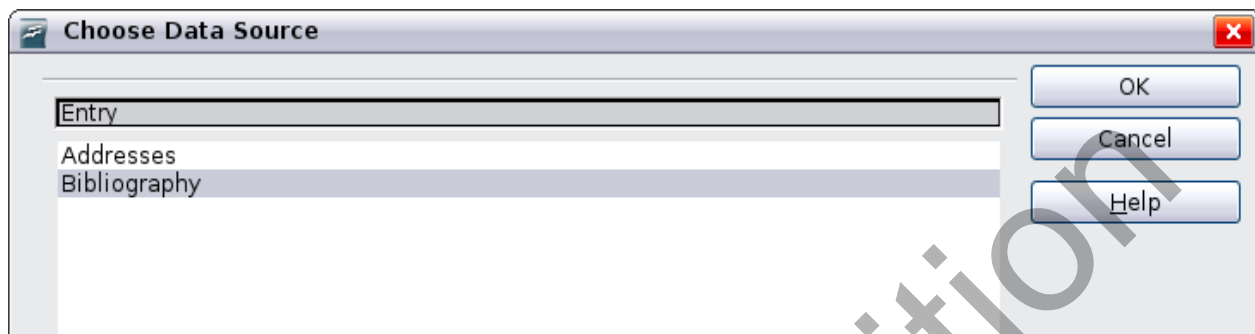 Choose Data Source
OK
Entry
Cancel
Addresses
Bibliography
Help